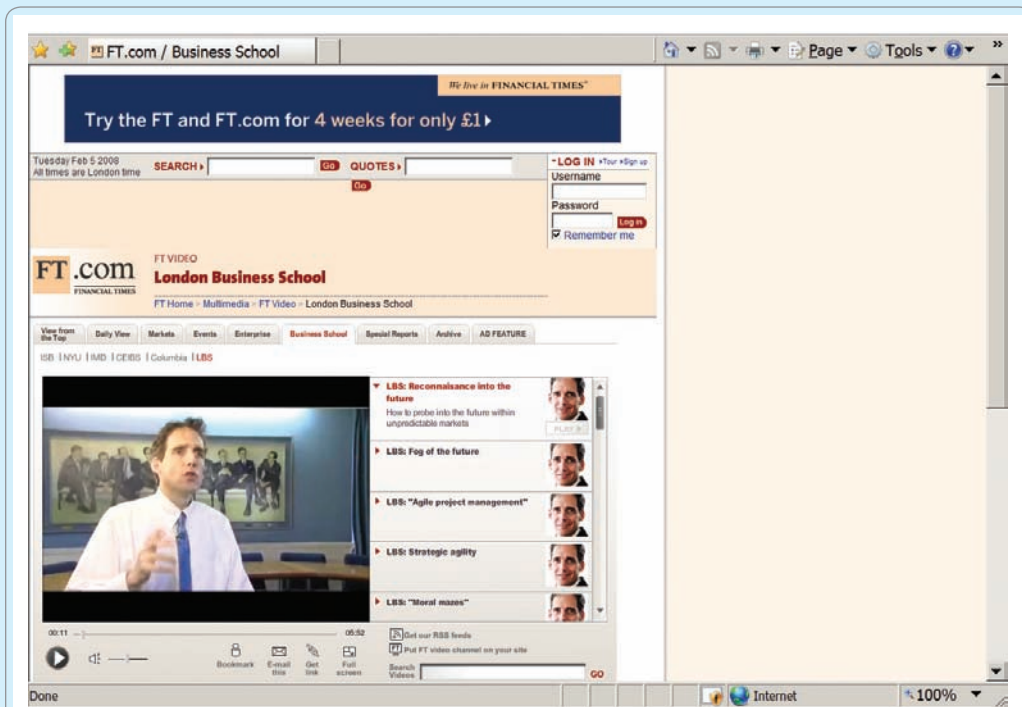 FT.com / Business School
Page
Tools
»
We live in FINANCIAL TIMES®
Try the FT and FT.com for 4 weeks for only £1
Tuesday Feb 5 2008
All times are London time
SEARCH
Go
QUOTES
Go
LOG IN Tour Sign up
Username
Password
Log in
Remember me
FT.com
FINANCIAL TIMES
FT VIDEO
London Business School
FT Home > Multimedia > FT Video > London Business School
View from the Top
Daily View
Markets
Events
Enterprise
Business School
Special Reports
Archive
AD FEATURE
ISB | NYU | IMD | CEIBS | Columbia | LBS
LBS: Reconnaisance into the
future
How to probe into the future within
unpredictable markets
PLAY
LBS: Fog of the future
LBS: "Agile project management"
LBS: Strategic agility
LBS: "Moral mazes"
00:11
05:52
Bookmark
E-mail this
Get link
Full screen
Get our RSS feeds
Put FT video channel on your site
Search Videos
GO
Done
Internet
100%